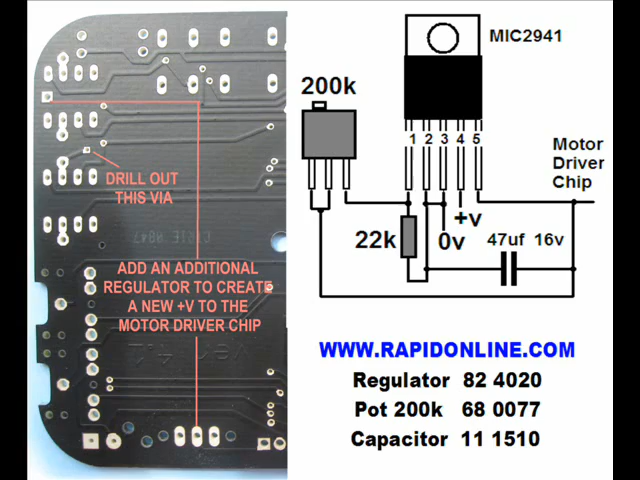 DRILL OUT
THIS VIA
ADD AN ADDITIONAL
REGULATOR TO CREATE
A NEW +V TO THE
MOTOR DRIVER CHIP
MIC2941
200k
1 2 3 4 5
Motor
Driver
Chip
+v
22k
0v
47uf 16v
WWW.RAPIDONLINE.COM
Regulator 82 4020
Pot 200k 68 0077
Capacitor 11 1510